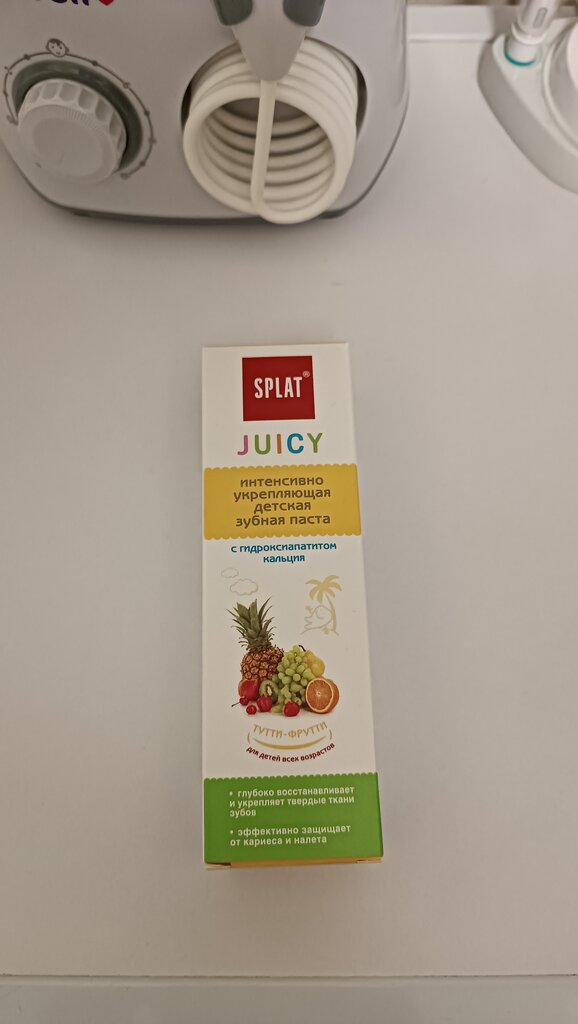 SPLAT®
JUICY
интенсивно
укрепляющая
детская
зубная паста
с гидроксиапатитом
кальция
ТУТТИ-ФРУТТИ
для детей всех возрастов
• глубоко восстанавливает
и укрепляет твердые ткани
зубов
• эффективно защищает
от кариеса и налета